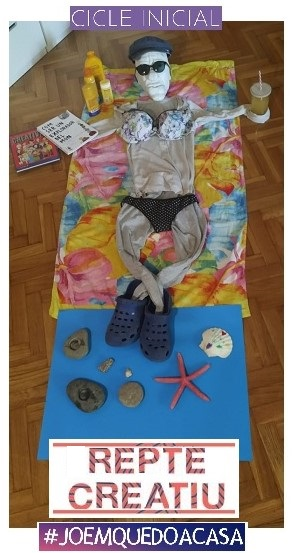 CICLE INICIAL
REPTE
CREATIU
#JOEMQUEDOACASA